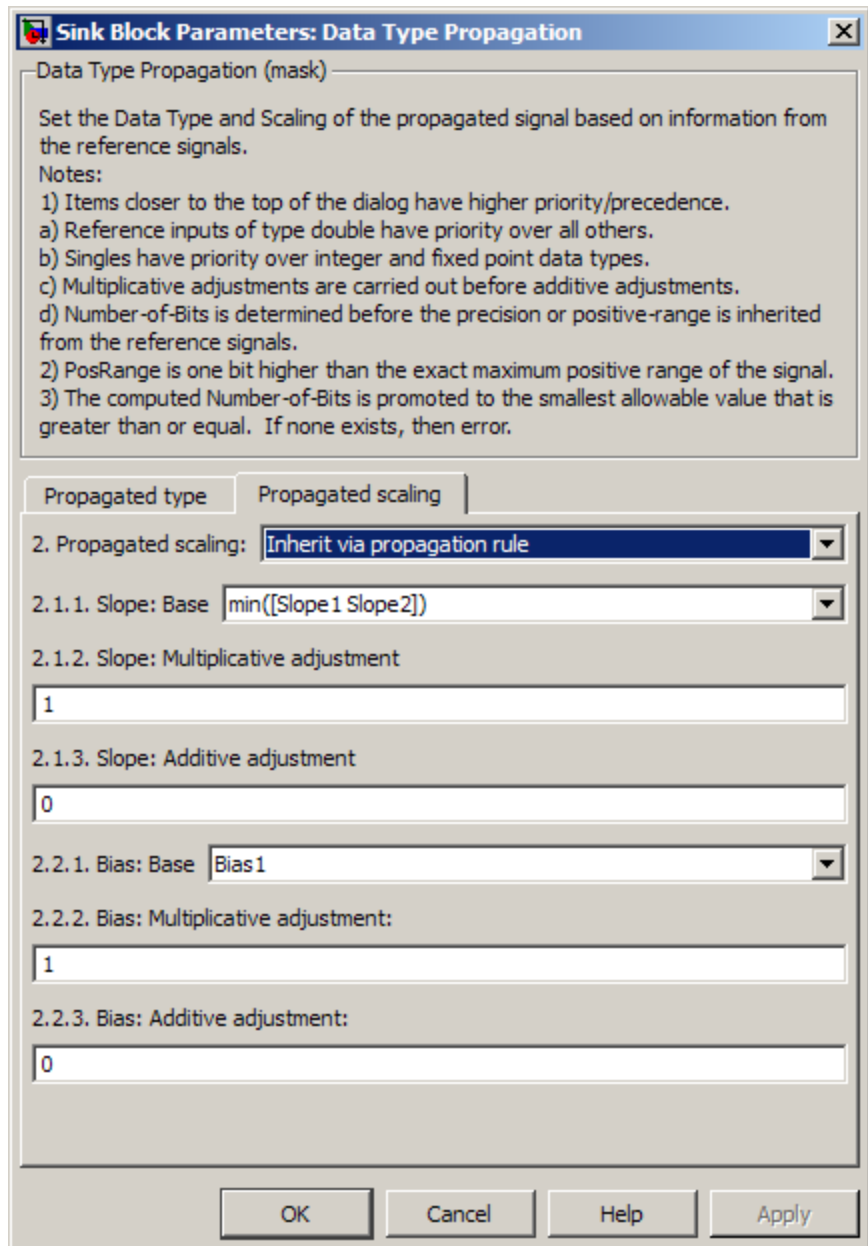 Sink Block Parameters: Data Type Propagation
Data Type Propagation (mask)
Set the Data Type and Scaling of the propagated signal based on information from
the reference signals.
Notes:
1) Items closer to the top of the dialog have higher priority/precedence.
a) Reference inputs of type double have priority over all others.
b) Singles have priority over integer and fixed point data types.
c) Multiplicative adjustments are carried out before additive adjustments.
d) Number-of-Bits is determined before the precision or positive-range is inherited
from the reference signals.
2) PosRange is one bit higher than the exact maximum positive range of the signal.
3) The computed Number-of-Bits is promoted to the smallest allowable value that is
greater than or equal.  If none exists, then error.
Propagated type Propagated scaling
2. Propagated scaling: Inherit via propagation rule
2.1.1. Slope: Base min([Slope1 Slope2])
2.1.2. Slope: Multiplicative adjustment
1
2.1.3. Slope: Additive adjustment
0
2.2.1. Bias: Base Bias1
2.2.2. Bias: Multiplicative adjustment:
1
2.2.3. Bias: Additive adjustment:
0
OK Cancel Help Apply